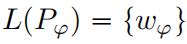 L(P_φ) = {w_φ}